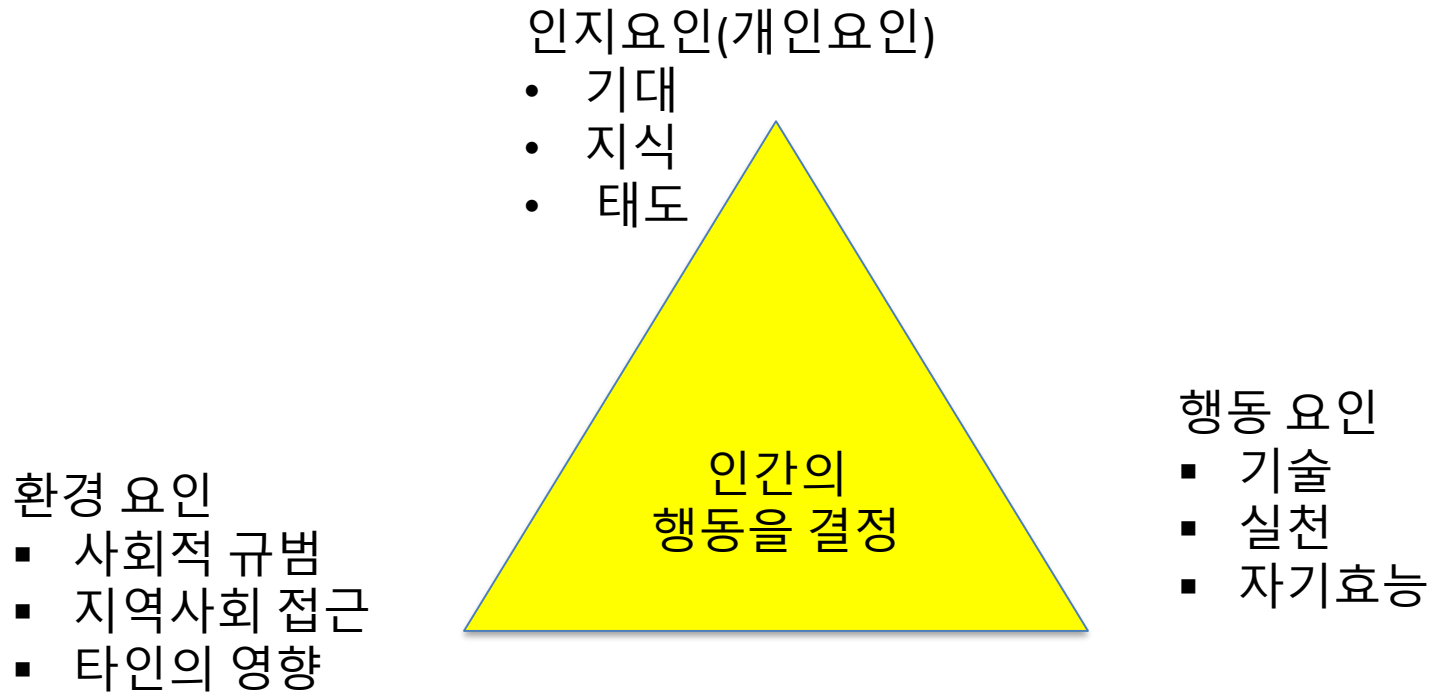 인지요인(개인요인)
• 기대
• 지식
• 태도
인간의
행동을 결정
환경 요인
▪ 사회적 규범
▪ 지역사회 접근
▪ 타인의 영향
행동 요인
▪ 기술
▪ 실천
▪ 자기효능